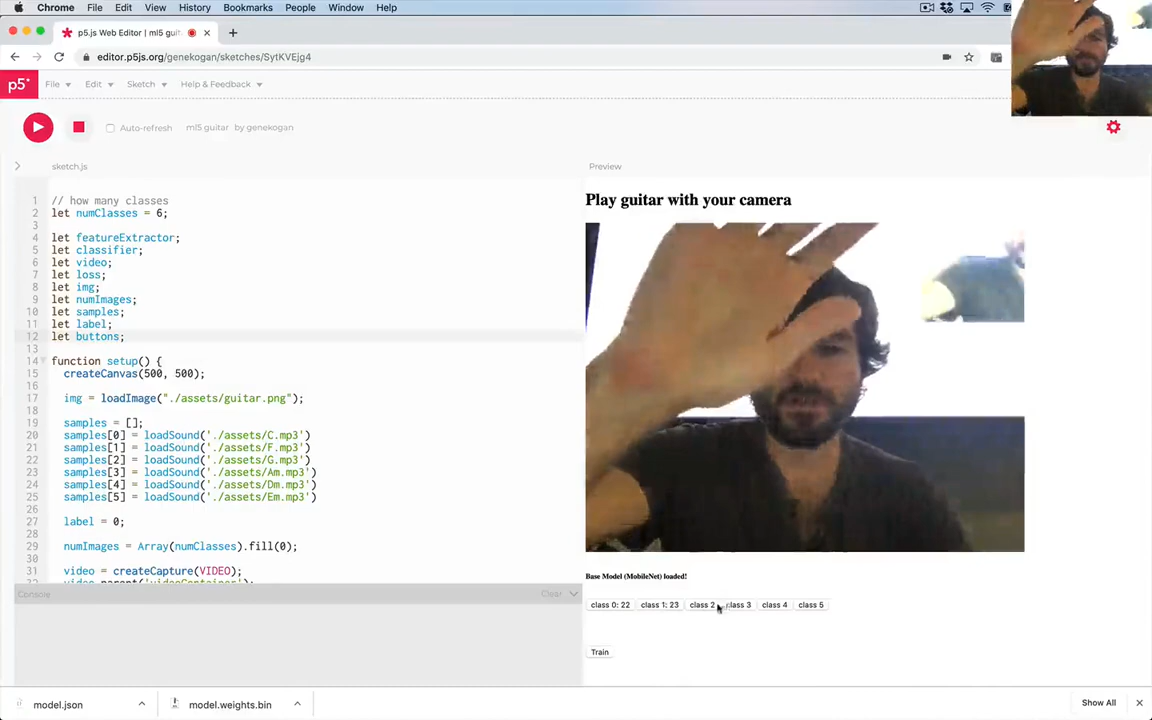 Chrome File Edit View History Bookmarks People Window Help
p5.js Web Editor | ml5 guit
editor.p5js.org/genekogan/sketches/SytKVEjg4
p5* File Edit Sketch Help & Feedback
Auto-refresh ml5 guitar by genekogan
sketch.js
Preview
1 // how many classes
2 let numClasses = 6;
3
4 let featureExtractor;
5 let classifier;
6 let video;
7 let loss;
8 let img;
9 let numImages;
10 let samples;
11 let label;
12 let buttons;
13
14 function setup() {
15 createCanvas(500, 500);
16
17 img = loadImage("./assets/guitar.png");
18
19 samples = [];
20 samples[0] = loadSound('./assets/C.mp3')
21 samples[1] = loadSound('./assets/F.mp3')
22 samples[2] = loadSound('./assets/G.mp3')
23 samples[3] = loadSound('./assets/Am.mp3')
24 samples[4] = loadSound('./assets/Dm.mp3')
25 samples[5] = loadSound('./assets/Em.mp3')
26
27 label = 0;
28
29 numImages = Array(numClasses).fill(0);
30
31 video = createCapture(VIDEO);
32 video.parent('videoContainer');
Console Clear
Play guitar with your camera
Base Model (MobileNet) loaded!
class 0: 22 class 1: 23 class 2 class 3 class 4 class 5
Train
model.json model.weights.bin Show All